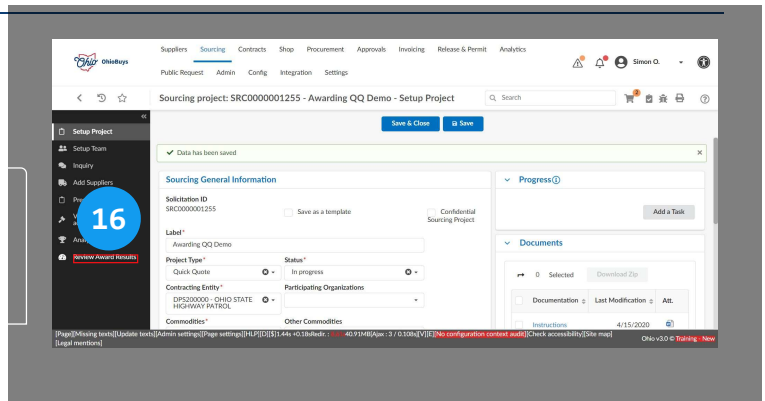 Suppliers Sourcing Contracts Shop Procurement Approvals Invoicing Release & Permit Analytics
Ohio OhioBuys
Simon O.
Public Request Admin Config Integration Settings
Sourcing project: SRC0000001255 - Awarding QQ Demo - Setup Project
Search
2
Setup Project
Save & Close Save
Setup Team
Data has been saved
Inquiry
Add Suppliers
Sourcing General Information
Progress
Solicitation ID
SRC0000001255
Save as a template
Confidential
Sourcing Project
Add a Task
16
Label*
Awarding QQ Demo
Documents
Review Award Results
Project Type*
Status*
Quick Quote
In progress
0 Selected Download Zip
Contracting Entity*
Participating Organizations
DPS200000 - OHIO STATE
HIGHWAY PATROL
Documentation Last Modification Att.
Commodities*
Other Commodities
Instructions 4/15/2020
[Page][Missing texts][Update texts][Admin settings][Page settings][HLP][D][$]1.44s +0.18sRedir. : 40.91MB[Ajax : 3 / 0.108s][V][E][No configuration context audit][Check accessibility][Site map]
[Legal mentions]
Ohio v3.0 © Training - New